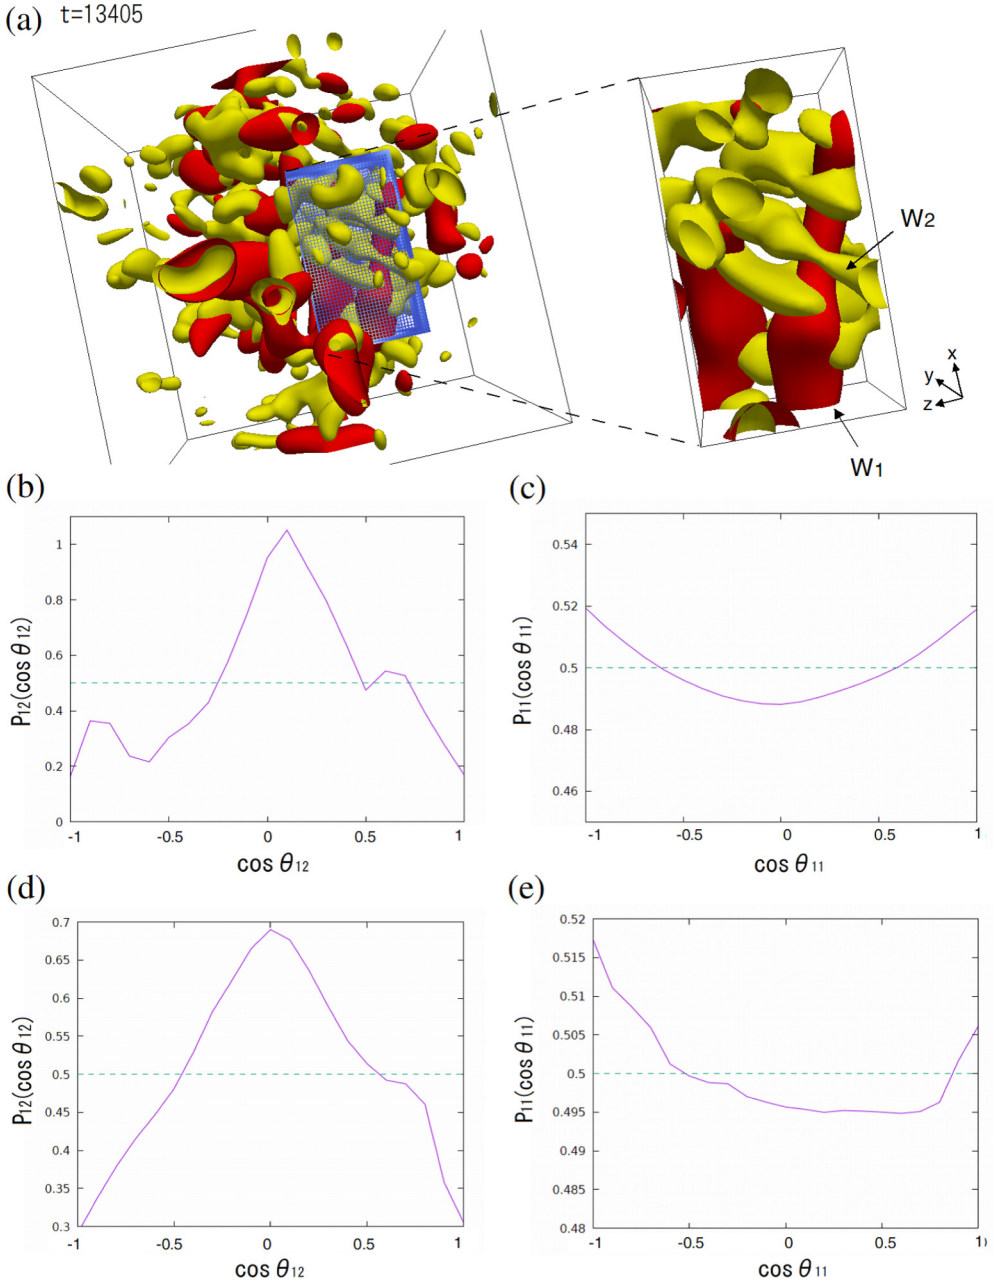 (a) t=13405
W2
x
y
z
W1
(b)
1
0.8
0.6
0.4
0.2
0
-1 -0.5 0 0.5 1
P12(cos θ12)
cos θ12
(c)
0.54
0.52
0.5
0.48
0.46
-1 -0.5 0 0.5 1
P11(cos θ11)
cos θ11
(d)
0.7
0.65
0.6
0.55
0.5
0.45
0.4
0.35
0.3
-1 -0.5 0 0.5 1
P12(cos θ12)
cos θ12
(e)
0.52
0.515
0.51
0.505
0.5
0.495
0.49
0.485
0.48
-1 -0.5 0 0.5 1)
P11(cos θ11)
cos θ11